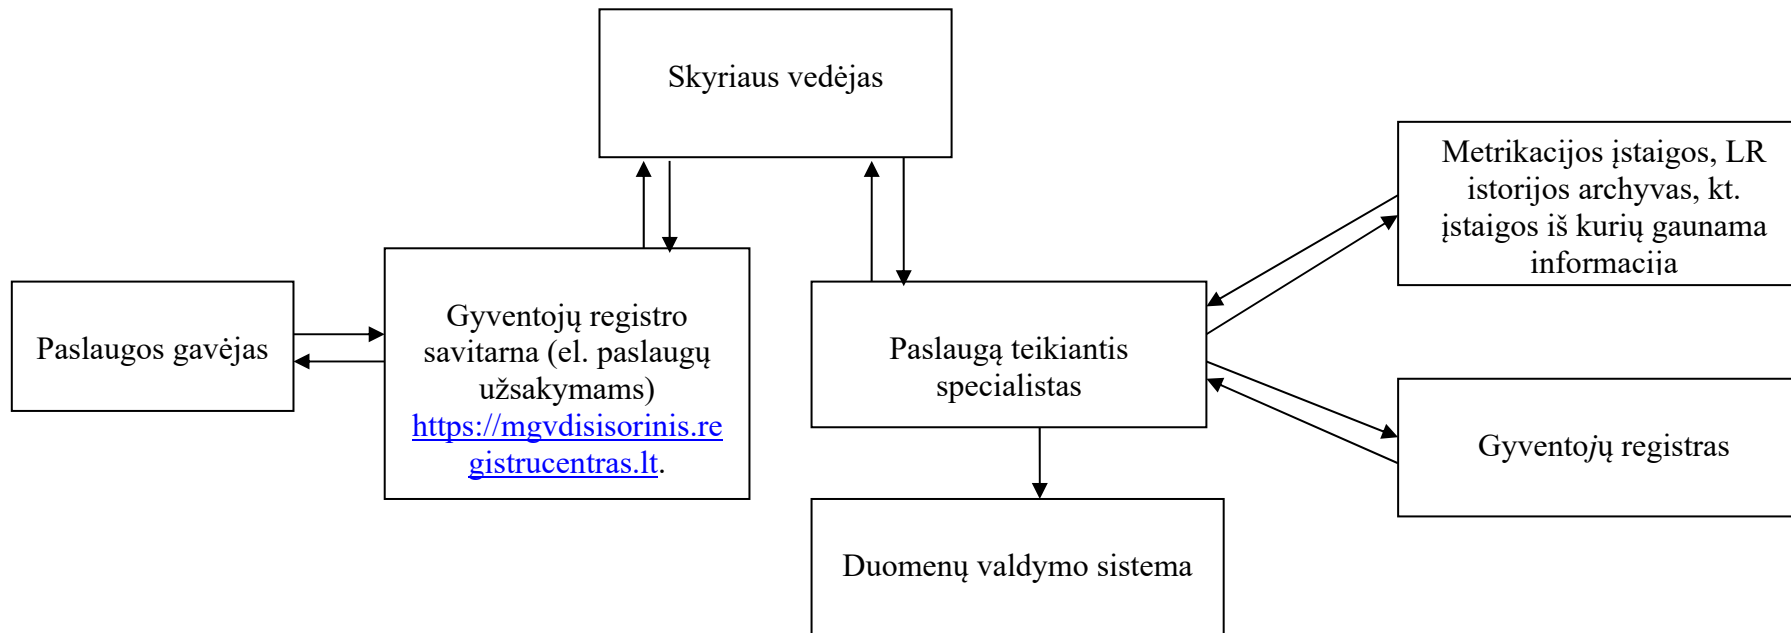 Skyriaus vedėjas
Metrikacijos įstaigos, LR
istorijos archyvas, kt.
įstaigos iš kurių gaunama
informacija
Paslaugos gavėjas
Gyventojų registro
savitarna (el. paslaugų
užsakymams)
https://mgvdisisorinis.re
gistrucentras.lt.
Paslaugą teikiantis
specialistas
Gyventojų registras
Duomenų valdymo sistema